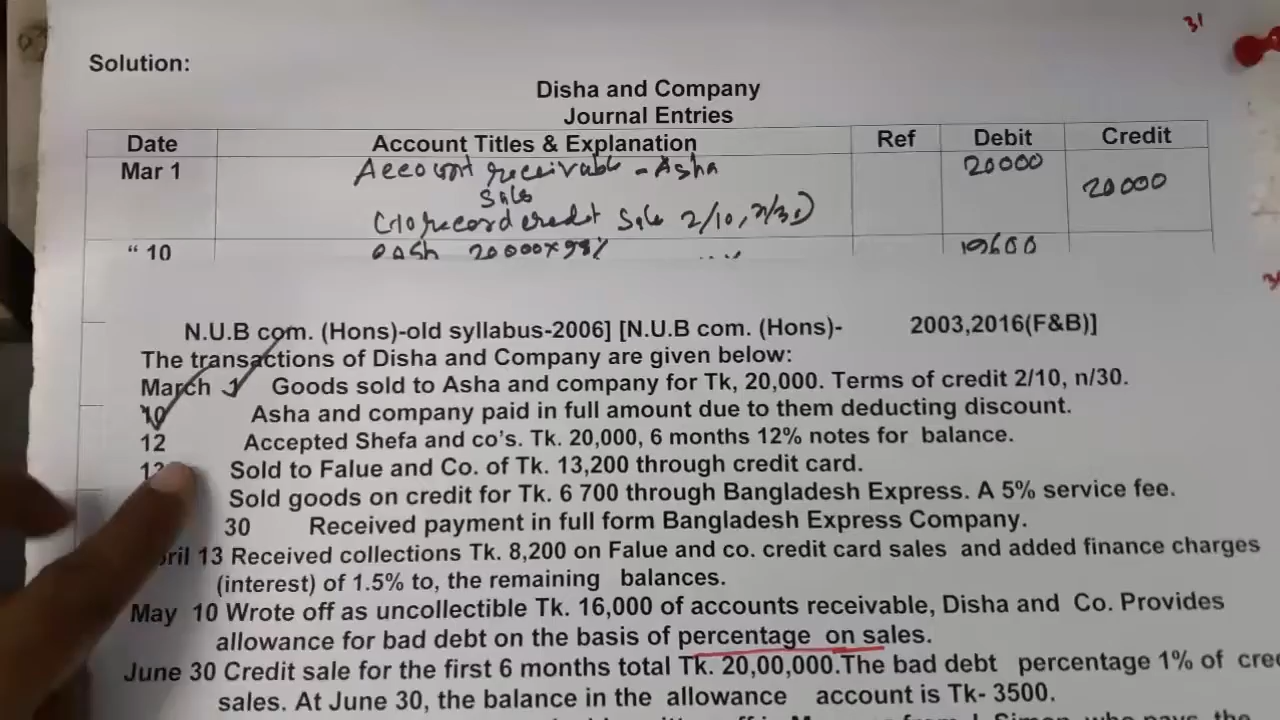 31
Solution:
Disha and Company
Journal Entries
Date Account Titles & Explanation Ref Debit Credit
Mar 1 Account receivable - Asha 20000
Sales 20000
(To record credit Sale 2/10, n/30)
“ 10 Cash 20000×98% .... 19600
N.U.B com. (Hons)-old syllabus-2006] [N.U.B com. (Hons)- 2003,2016(F&B)]
The transactions of Disha and Company are given below:
March 1 Goods sold to Asha and company for Tk, 20,000. Terms of credit 2/10, n/30.
10 Asha and company paid in full amount due to them deducting discount.
12 Accepted Shefa and co’s. Tk. 20,000, 6 months 12% notes for balance.
Sold to Falue and Co. of Tk. 13,200 through credit card.
Sold goods on credit for Tk. 6 700 through Bangladesh Express. A 5% service fee.
30 Received payment in full form Bangladesh Express Company.
ril 13 Received collections Tk. 8,200 on Falue and co. credit card sales and added finance charges
(interest) of 1.5% to, the remaining balances.
May 10 Wrote off as uncollectible Tk. 16,000 of accounts receivable, Disha and Co. Provides
allowance for bad debt on the basis of percentage on sales.
June 30 Credit sale for the first 6 months total Tk. 20,00,000.The bad debt percentage 1% of cre
sales. At June 30, the balance in the allowance account is Tk- 3500.